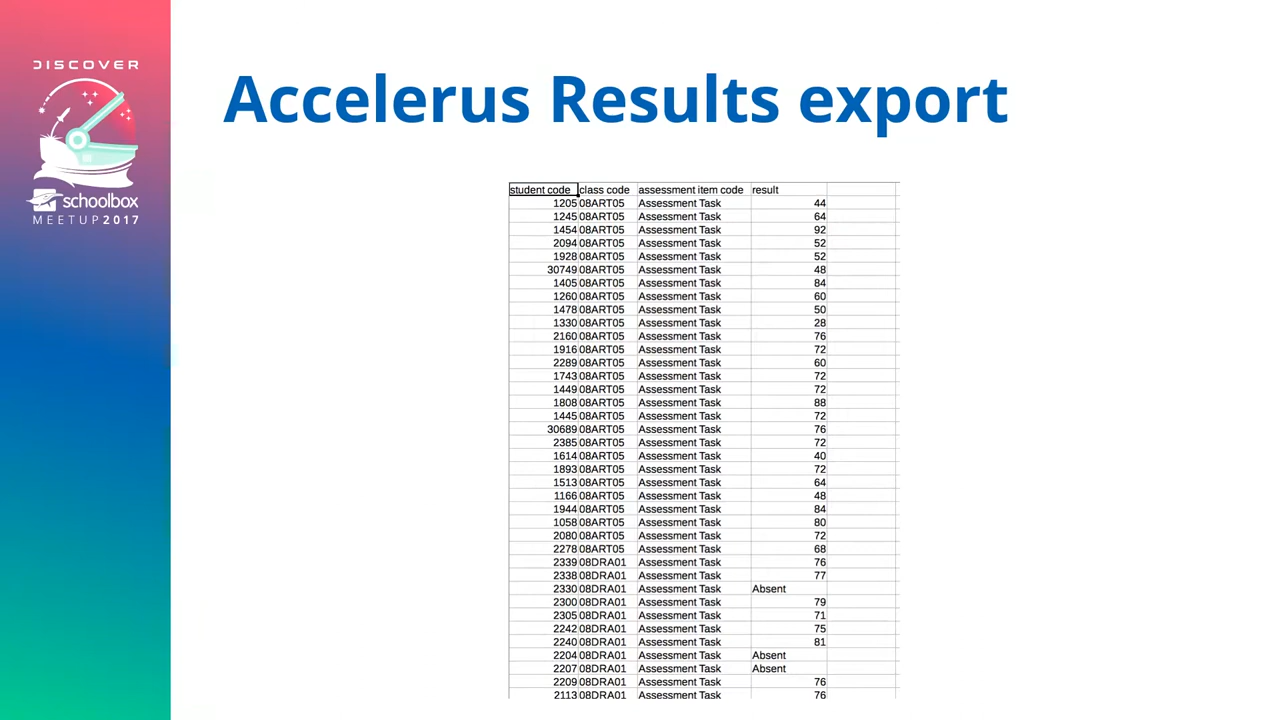 DISCOVER
schoolbox
MEETUP2017
Accelerus Results export
student code class code assessment item code result
1205 08ART05 Assessment Task 44
1245 08ART05 Assessment Task 64
1454 08ART05 Assessment Task 92
2094 08ART05 Assessment Task 52
1928 08ART05 Assessment Task 52
30749 08ART05 Assessment Task 48
1405 08ART05 Assessment Task 84
1260 08ART05 Assessment Task 60
1478 08ART05 Assessment Task 50
1330 08ART05 Assessment Task 28
2160 08ART05 Assessment Task 76
1916 08ART05 Assessment Task 72
2289 08ART05 Assessment Task 60
1743 08ART05 Assessment Task 72
1449 08ART05 Assessment Task 72
1808 08ART05 Assessment Task 88
1445 08ART05 Assessment Task 72
30689 08ART05 Assessment Task 76
2385 08ART05 Assessment Task 72
1614 08ART05 Assessment Task 40
1893 08ART05 Assessment Task 72
1513 08ART05 Assessment Task 64
1166 08ART05 Assessment Task 48
1944 08ART05 Assessment Task 84
1058 08ART05 Assessment Task 80
2080 08ART05 Assessment Task 72
2278 08ART05 Assessment Task 68
2339 08DRA01 Assessment Task 76
2338 08DRA01 Assessment Task 77
2330 08DRA01 Assessment Task Absent
2300 08DRA01 Assessment Task 79
2305 08DRA01 Assessment Task 71
2242 08DRA01 Assessment Task 75
2240 08DRA01 Assessment Task 81
2204 08DRA01 Assessment Task Absent
2207 08DRA01 Assessment Task Absent
2209 08DRA01 Assessment Task 76
2113 08DRA01 Assessment Task 76